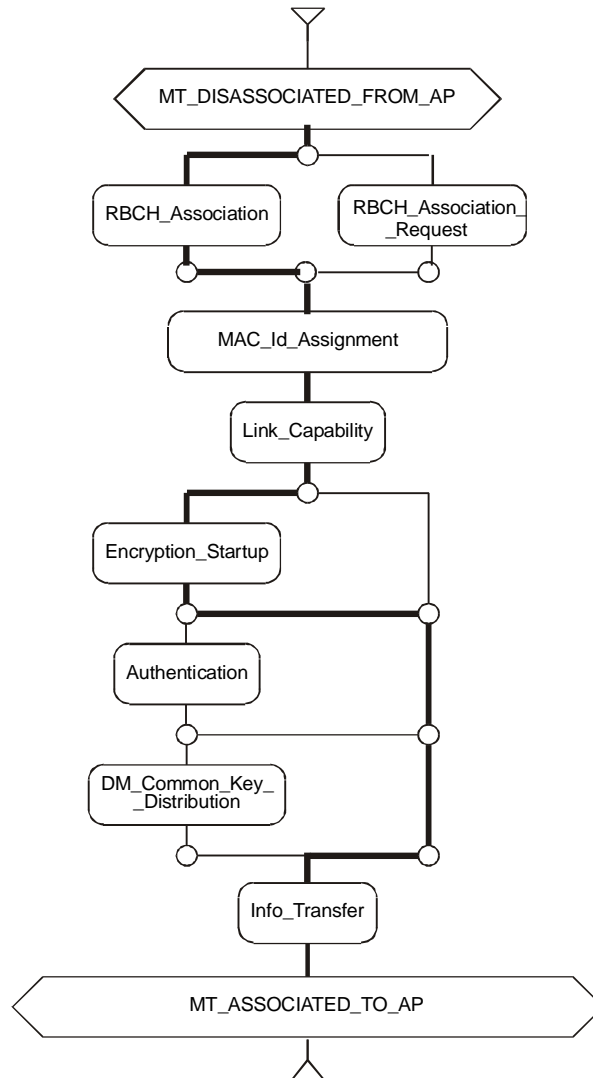 MT_DISASSOCIATED_FROM_AP
RBCH_Association
RBCH_Association_
_Request
MAC_Id_Assignment
Link_Capability
Encryption_Startup
Authentication
DM_Common_Key_
_Distribution
Info_Transfer
MT_ASSOCIATED_TO_AP